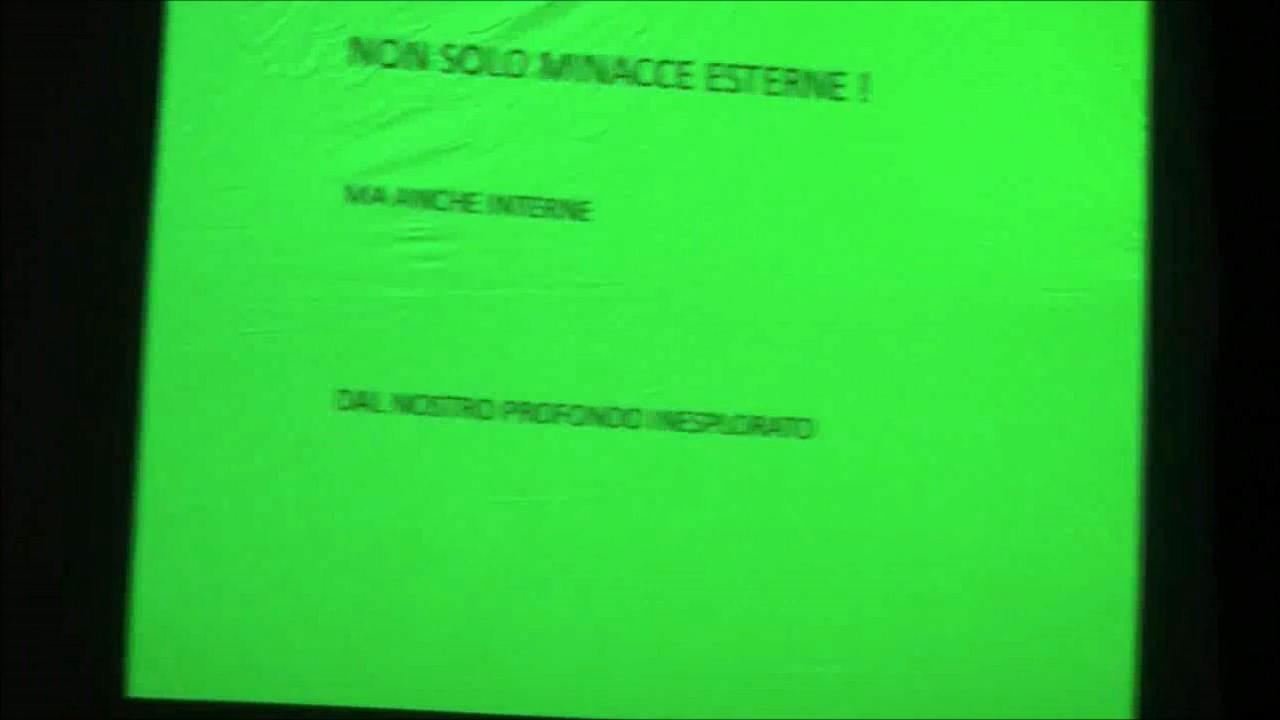 NON SOLO MINACCE ESTERNE !
MA ANCHE INTERNE
DAL NOSTRO PROFONDO INESPLORATO